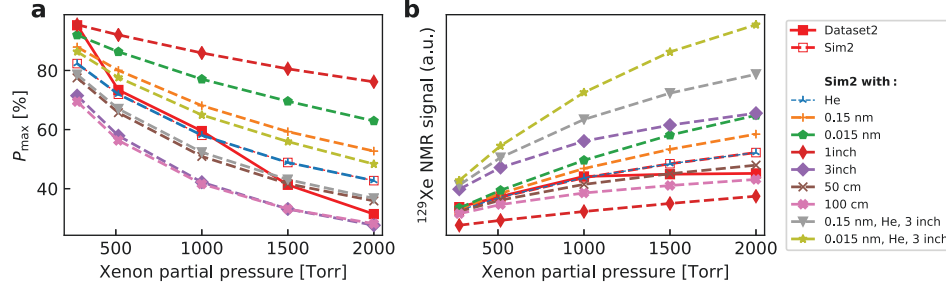 a
80
60
40
P_max [%]
500
1000
1500
2000
Xenon partial pressure [Torr]
b
¹²⁹Xe NMR signal (a.u.)
500
1000
1500
2000
Xenon partial pressure [Torr]
Dataset2
Sim2
Sim2 with :
He
0.15 nm
0.015 nm
1inch
3inch
50 cm
100 cm
0.15 nm, He, 3 inch
0.015 nm, He, 3 inch